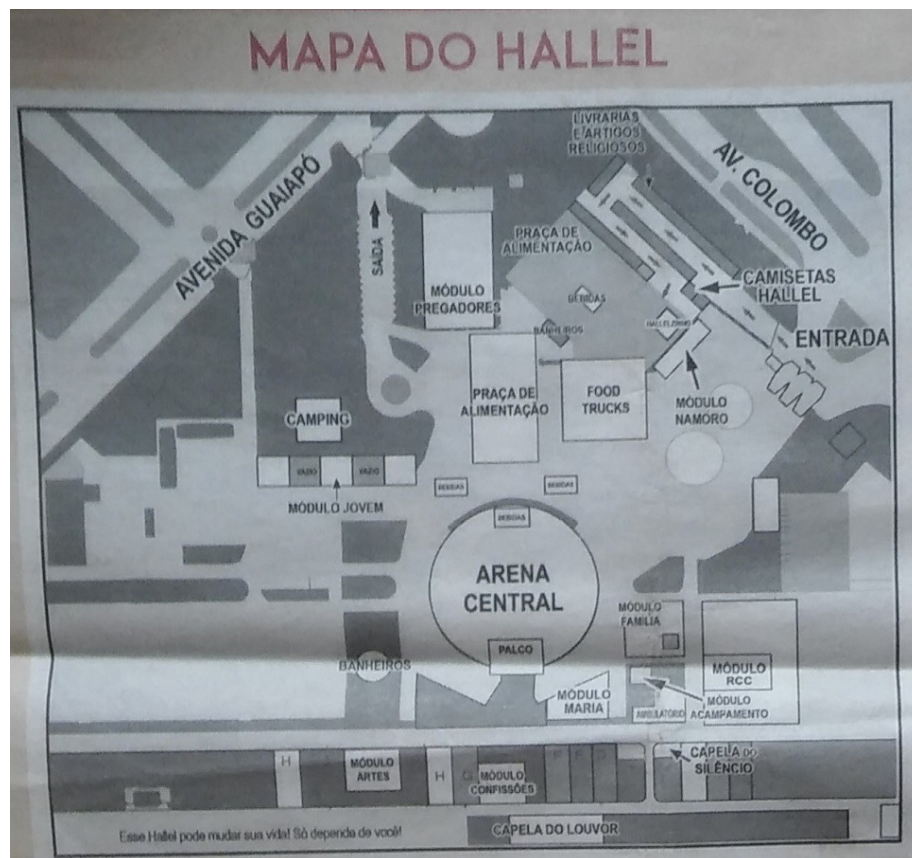 MAPA DO HALLEL
LIVRARIAS
E ARTIGOS
RELIGIOSOS
AV. COLOMBO
AVENIDA GUAIAPÓ
SAÍDA
PRAÇA DE
ALIMENTAÇÃO
MÓDULO
PREGADORES
BEBIDAS
CAMISETAS
HALLEL
BANHEIROS
HALLELZINHO
ENTRADA
PRAÇA DE
ALIMENTAÇÃO
FOOD
TRUCKS
MÓDULO
NAMORO
CAMPING
VAZIO
VAZIO
MÓDULO JOVEM
BEBIDAS
BEBIDAS
BEBIDAS
ARENA
CENTRAL
MÓDULO
FAMÍLIA
PALCO
BANHEIROS
MÓDULO
RCC
MÓDULO
MARIA
MÓDULO
ACAMPAMENTO
AMBULATÓRIO
H
MÓDULO
ARTES
H
G
MÓDULO
CONFISSÕES
F
F
D
CAPELA DO
SILÊNCIO
Esse Hallel pode mudar sua vida! Só depende de você!
CAPELA DO LOUVOR